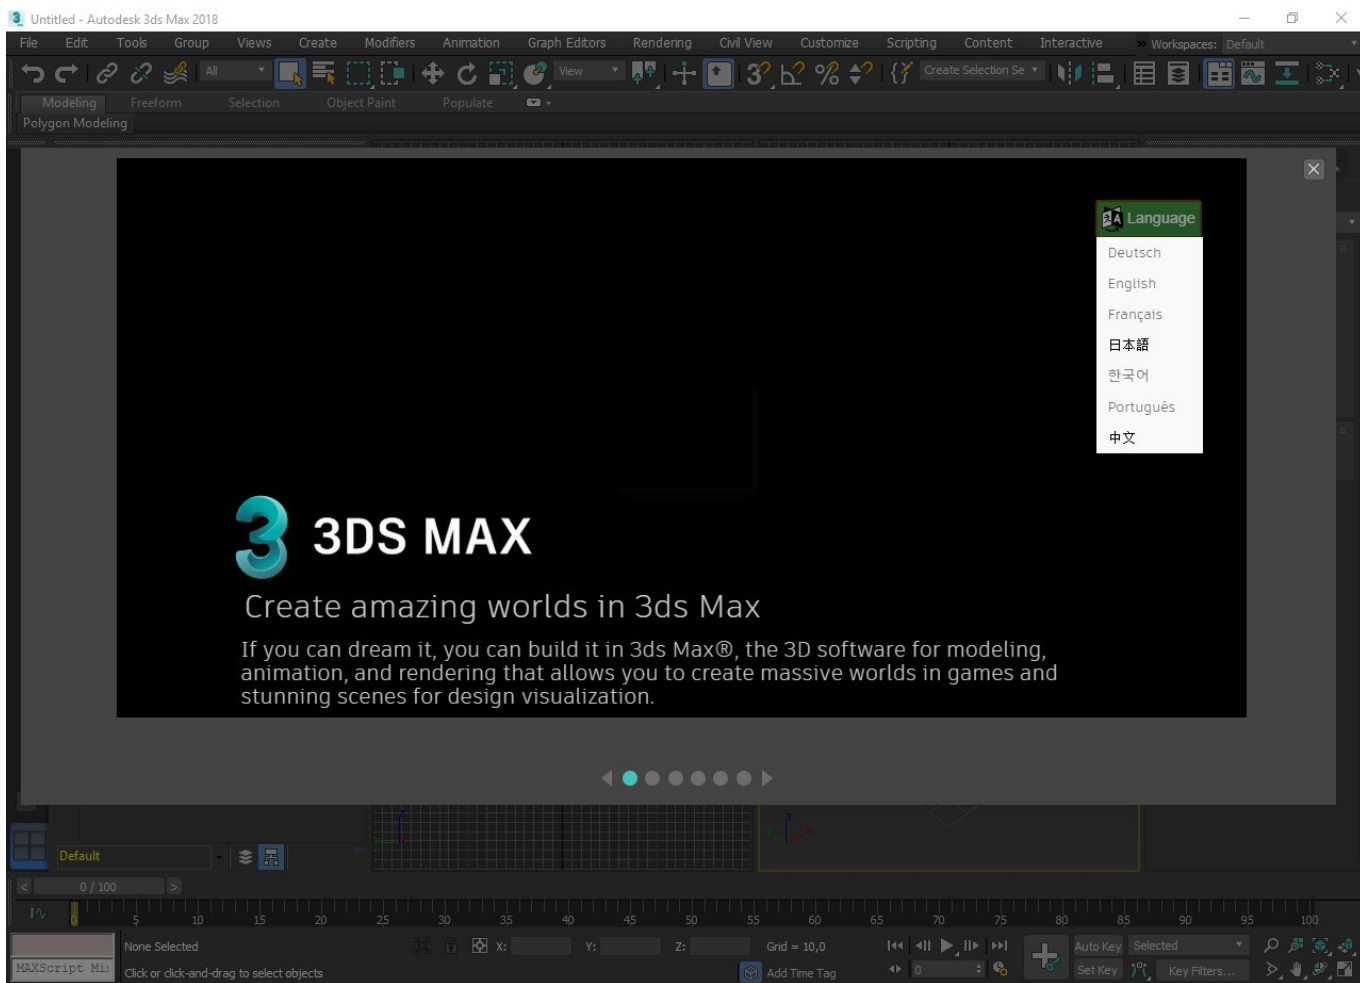 Untitled - Autodesk 3ds Max 2018
File Edit Tools Group Views Create Modifiers Animation Graph Editors Rendering Civil View Customize Scripting Content Interactive » Workspaces: Default
All View Create Selection Se
Modeling Freeform Selection Object Paint Populate
Polygon Modeling
Language
Deutsch
English
Français
日本語
한국어
Português
中文
3DS MAX
Create amazing worlds in 3ds Max
If you can dream it, you can build it in 3ds Max®, the 3D software for modeling,
animation, and rendering that allows you to create massive worlds in games and
stunning scenes for design visualization.
Default
< 0 / 100 >
0 5 10 15 20 25 30 35 40 45 50 55 60 65 70 75 80 85 90 95 100
None Selected X: Y: Z: Grid = 10,0 Auto Key Selected
MAXScript Mi Click or click-and-drag to select objects Add Time Tag 0 Set Key Key Filters...